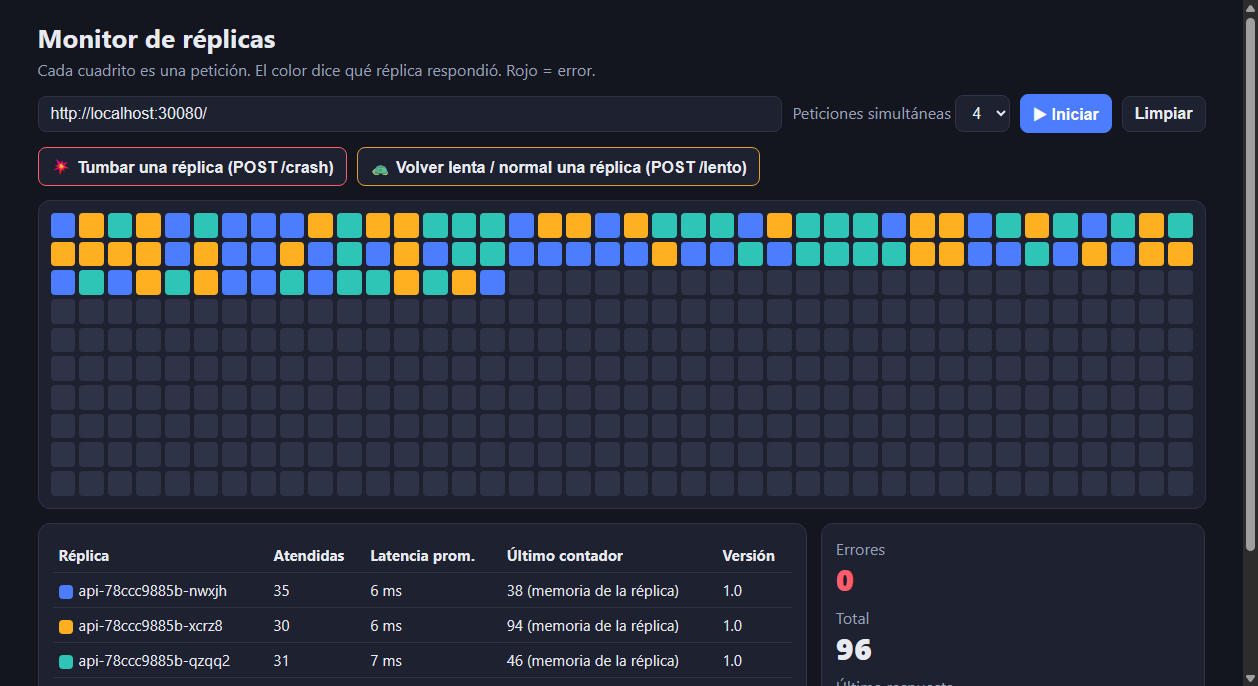 Monitor de réplicas
Cada cuadrito es una petición. El color dice qué réplica respondió. Rojo = error.
http://localhost:30080/ Peticiones simultáneas 4 ▶ Iniciar Limpiar
💥 Tumbar una réplica (POST /crash) 🐢 Volver lenta / normal una réplica (POST /lento)
Réplica Atendidas Latencia prom. Último contador Versión
api-78ccc9885b-nwxjh 35 6 ms 38 (memoria de la réplica) 1.0
api-78ccc9885b-xcrz8 30 6 ms 94 (memoria de la réplica) 1.0
api-78ccc9885b-qzqq2 31 7 ms 46 (memoria de la réplica) 1.0
Errores
0
Total
96
Última respuesta